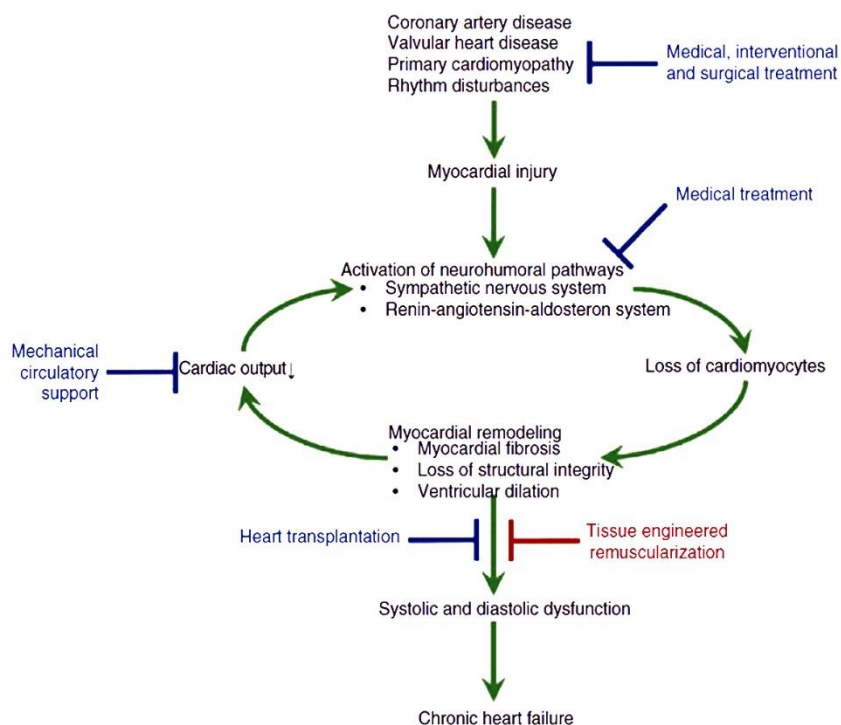 Coronary artery disease
Valvular heart disease
Primary cardiomyopathy
Rhythm disturbances
Medical, interventional
and surgical treatment
Myocardial injury
Medical treatment
Activation of neurohumoral pathways
• Sympathetic nervous system
• Renin-angiotensin-aldosteron system
Mechanical
circulatory
support
Cardiac output↓
Loss of cardiomyocytes
Myocardial remodeling
• Myocardial fibrosis
• Loss of structural integrity
• Ventricular dilation
Heart transplantation
Tissue engineered
remuscularization
Systolic and diastolic dysfunction
Chronic heart failure